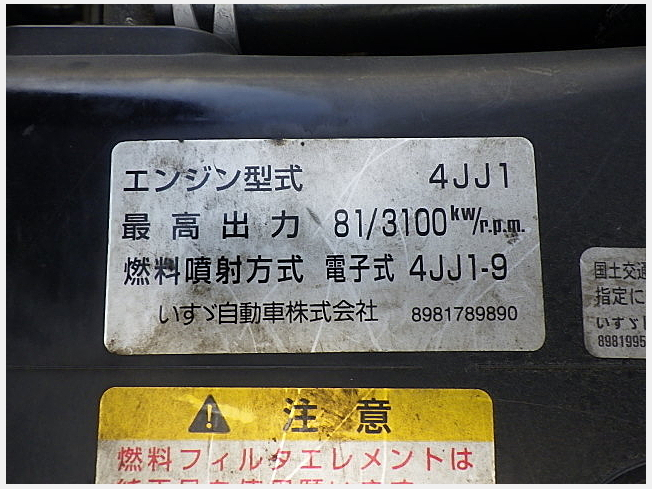 エンジン型式 4JJ1
最高出力 81/3100kw/r.p.m.
燃料噴射方式 電子式 4JJ1-9
いすゞ自動車株式会社 8981789890
国土交通
指定に
いすゞ
8981995
⚠ 注意
燃料フィルタエレメントは